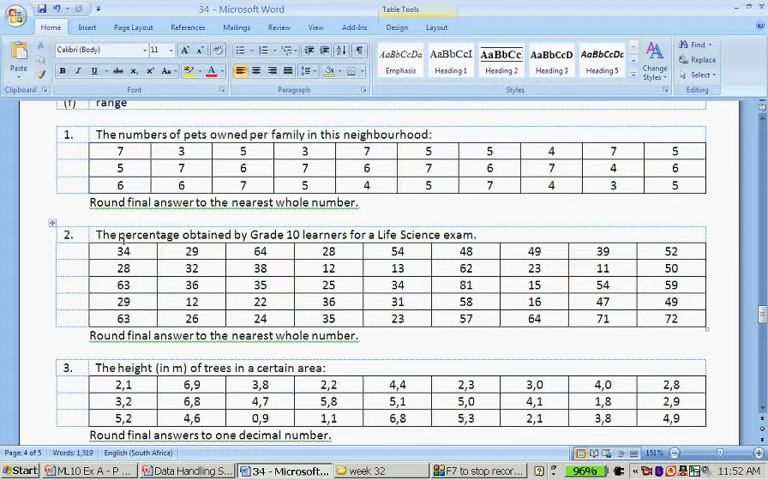 34 - Microsoft Word
Table Tools
Home Insert Page Layout References Mailings Review View Add-Ins Design Layout
Paste
Calibri (Body) 11
AaBbCcDa AaBbCcI AaBbCc AaBbCcD AaBbCcDc
Emphasis Heading 1 Heading 2 Heading 3 Heading 5
Change Styles
Find
Replace
Select
Clipboard Font Paragraph Styles Editing
(f) range
1. The numbers of pets owned per family in this neighbourhood:
7 3 5 3 7 5 5 4 7 5
5 7 6 7 6 7 6 7 4 6
6 6 7 5 4 5 7 4 3 5
Round final answer to the nearest whole number.
2. The percentage obtained by Grade 10 learners for a Life Science exam.
34 29 64 28 54 48 49 39 52
28 32 38 12 13 62 23 11 50
63 36 35 25 34 81 15 54 59
29 12 22 36 31 58 16 47 49
63 26 24 35 23 57 64 71 72
Round final answer to the nearest whole number.
3. The height (in m) of trees in a certain area:
2,1 6,9 3,8 2,2 4,4 2,3 3,0 4,0 2,8
3,2 6,8 4,7 5,8 5,1 5,0 4,1 1,8 2,9
5,2 4,6 0,9 1,1 6,8 5,3 2,1 3,8 4,9
Round final answers to one decimal number.
Page: 4 of 5 Words: 1,319 English (South Africa) 151%
Start ML10 Ex A - P ... Data Handling S... 34 - Microsoft... week 32 F7 to stop recor... 96% 11:52 AM